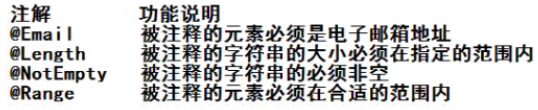 注解 功能说明
@Email 被注释的元素必须是电子邮箱地址
@Length 被注释的字符串的大小必须在指定的范围内
@NotEmpty 被注释的字符串的必须非空
@Range 被注释的元素必须在合适的范围内